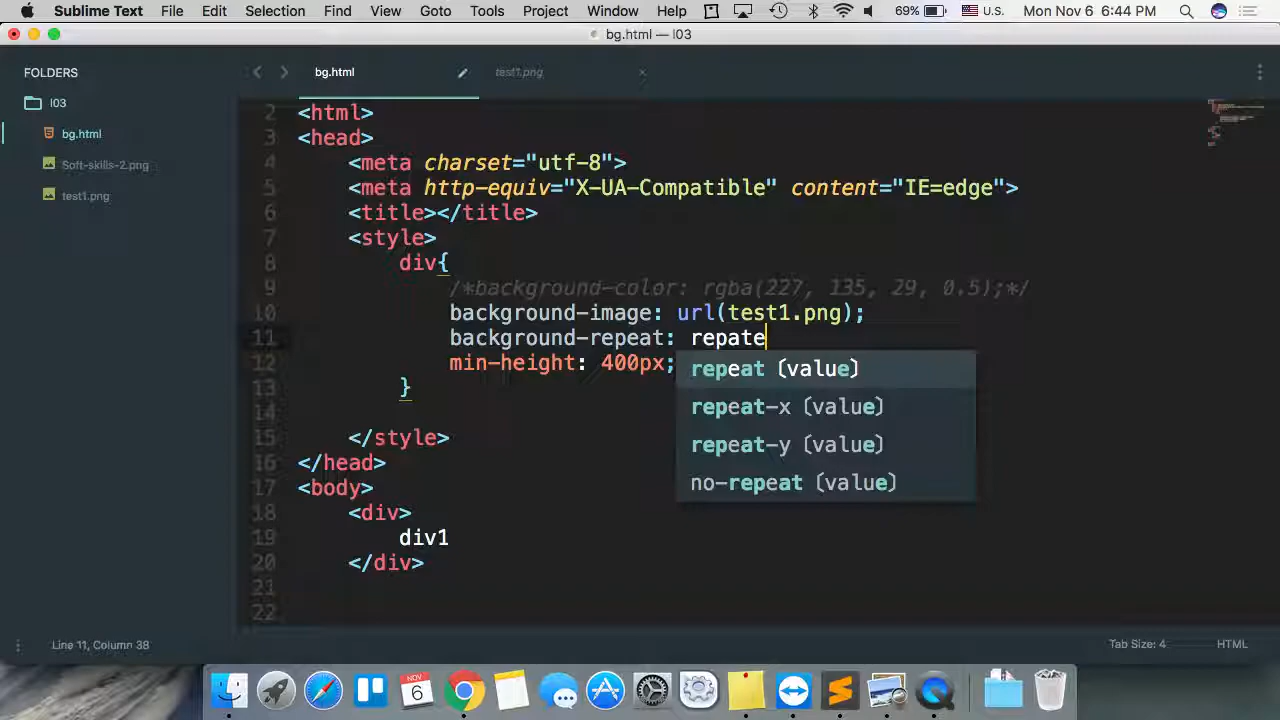 Sublime Text File Edit Selection Find View Goto Tools Project Window Help 69% U.S. Mon Nov 6 6:44 PM
bg.html — l03
FOLDERS
l03
bg.html
Soft-skills-2.png
test1.png
bg.html test1.png
2 <html>
3 <head>
4 <meta charset="utf-8">
5 <meta http-equiv="X-UA-Compatible" content="IE=edge">
6 <title></title>
7 <style>
8 div{
9 /*background-color: rgba(227, 135, 29, 0.5);*/
10 background-image: url(test1.png);
11 background-repeat: repate
12 min-height: 400px;
13 }
14
15 </style>
16 </head>
17 <body>
18 <div>
19 div1
20 </div>
21
22
repeat (value)
repeat-x (value)
repeat-y (value)
no-repeat (value)
Line 11, Column 38 Tab Size: 4 HTML
NOV
6